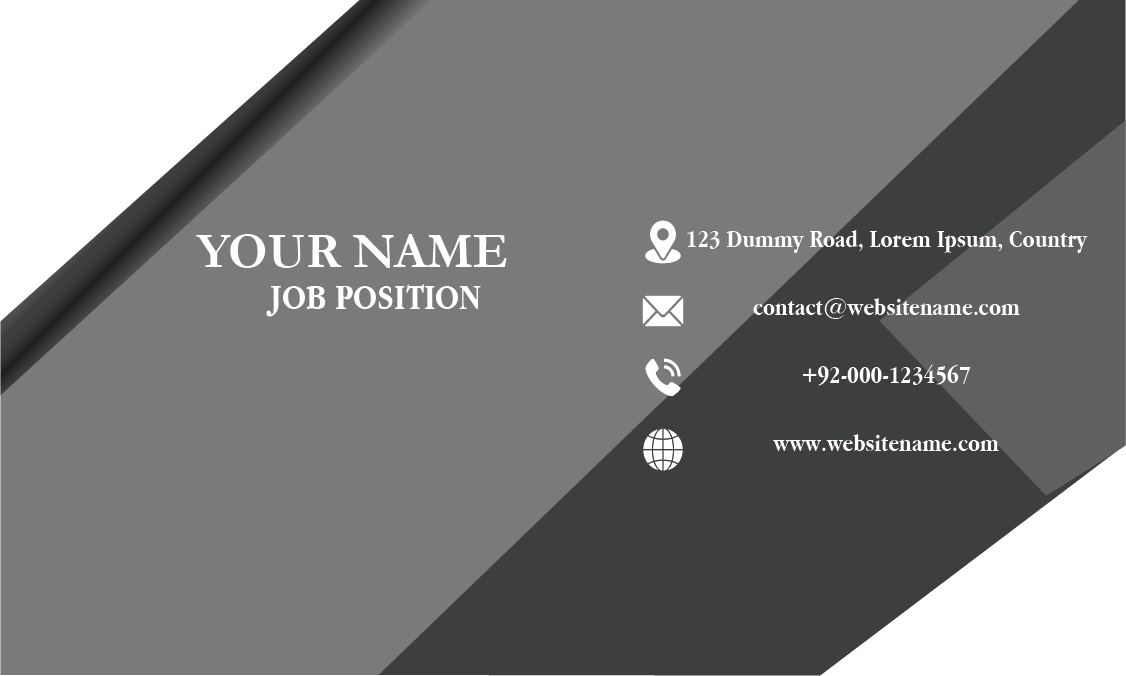 YOUR NAME
JOB POSITION
123 Dummy Road, Lorem Ipsum, Country
contact@websitename.com
+92-000-1234567
www.websitename.com